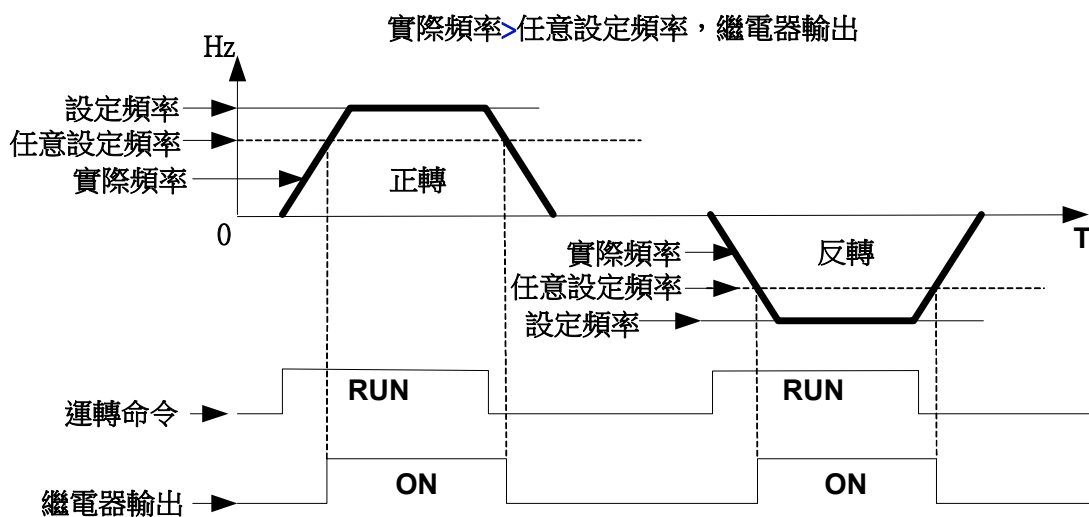 實際頻率>任意設定頻率，繼電器輸出
Hz
設定頻率
任意設定頻率
實際頻率
正轉
0
T
實際頻率
反轉
任意設定頻率
設定頻率
運轉命令
RUN
RUN
繼電器輸出
ON
ON